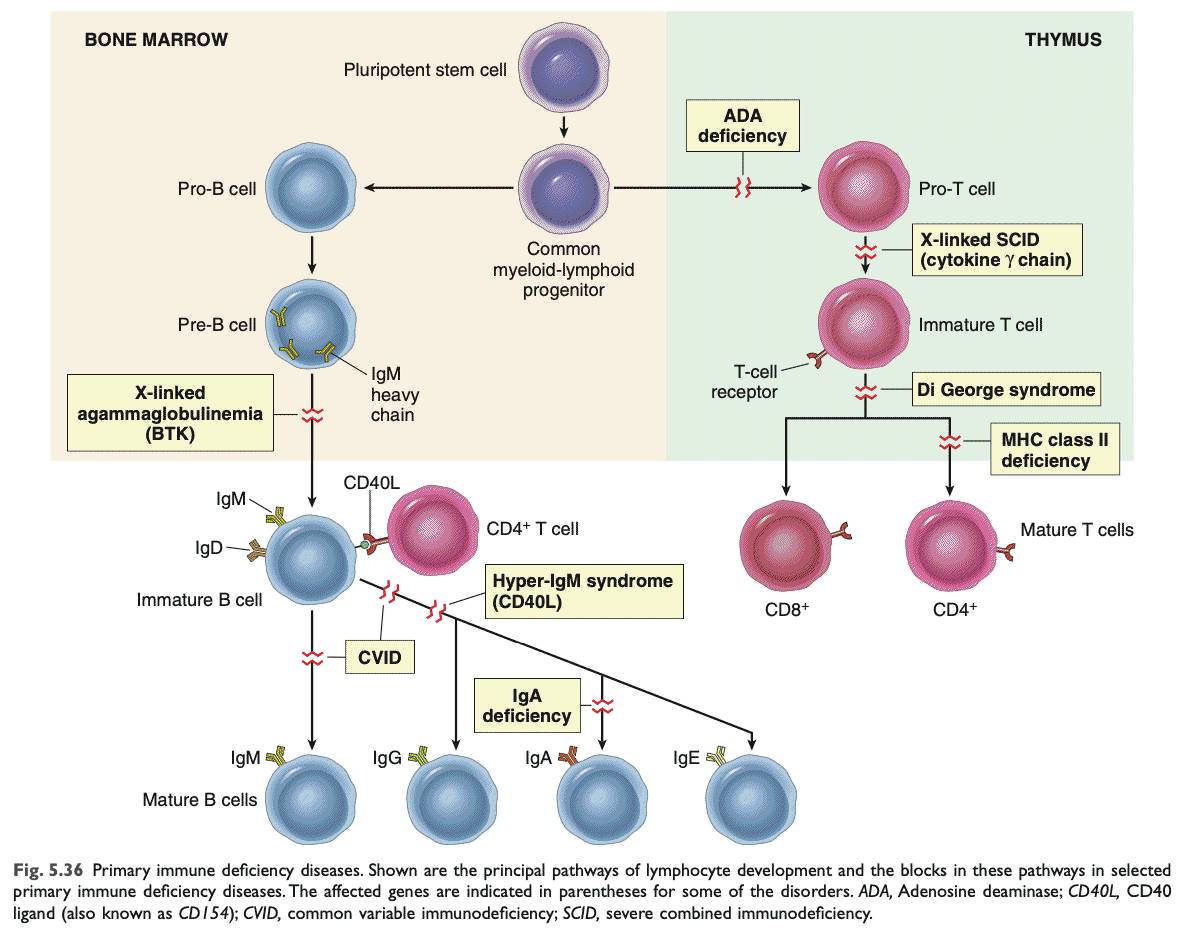 BONE MARROW
THYMUS
Pluripotent stem cell
ADA
deficiency
Pro-B cell
Common
myeloid-lymphoid
progenitor
Pro-T cell
X-linked SCID
(cytokine γ chain)
Pre-B cell
IgM
heavy
chain
Immature T cell
T-cell
receptor
X-linked
agammaglobulinemia
(BTK)
Di George syndrome
MHC class II
deficiency
IgM
CD40L
IgD
CD4+ T cell
Immature B cell
Mature T cells
CD8+
CD4+
Hyper-IgM syndrome
(CD40L)
CVID
IgA
deficiency
IgM
IgG
IgA
IgE
Mature B cells
Fig. 5.36 Primary immune deficiency diseases. Shown are the principal pathways of lymphocyte development and the blocks in these pathways in selected
primary immune deficiency diseases. The affected genes are indicated in parentheses for some of the disorders. ADA, Adenosine deaminase; CD40L, CD40
ligand (also known as CD154); CVID, common variable immunodeficiency; SCID, severe combined immunodeficiency.